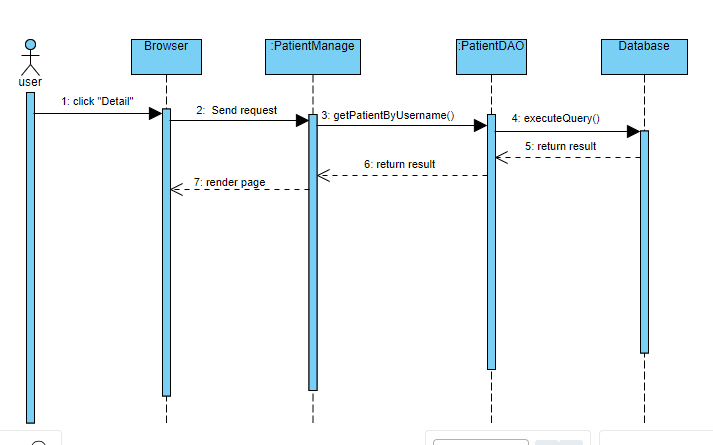 Browser
:PatientManage
:PatientDAO
Database
user
1: click "Detail"
2: Send request
3: getPatientByUsername()
4: executeQuery()
5: return result
6: return result
7: render page